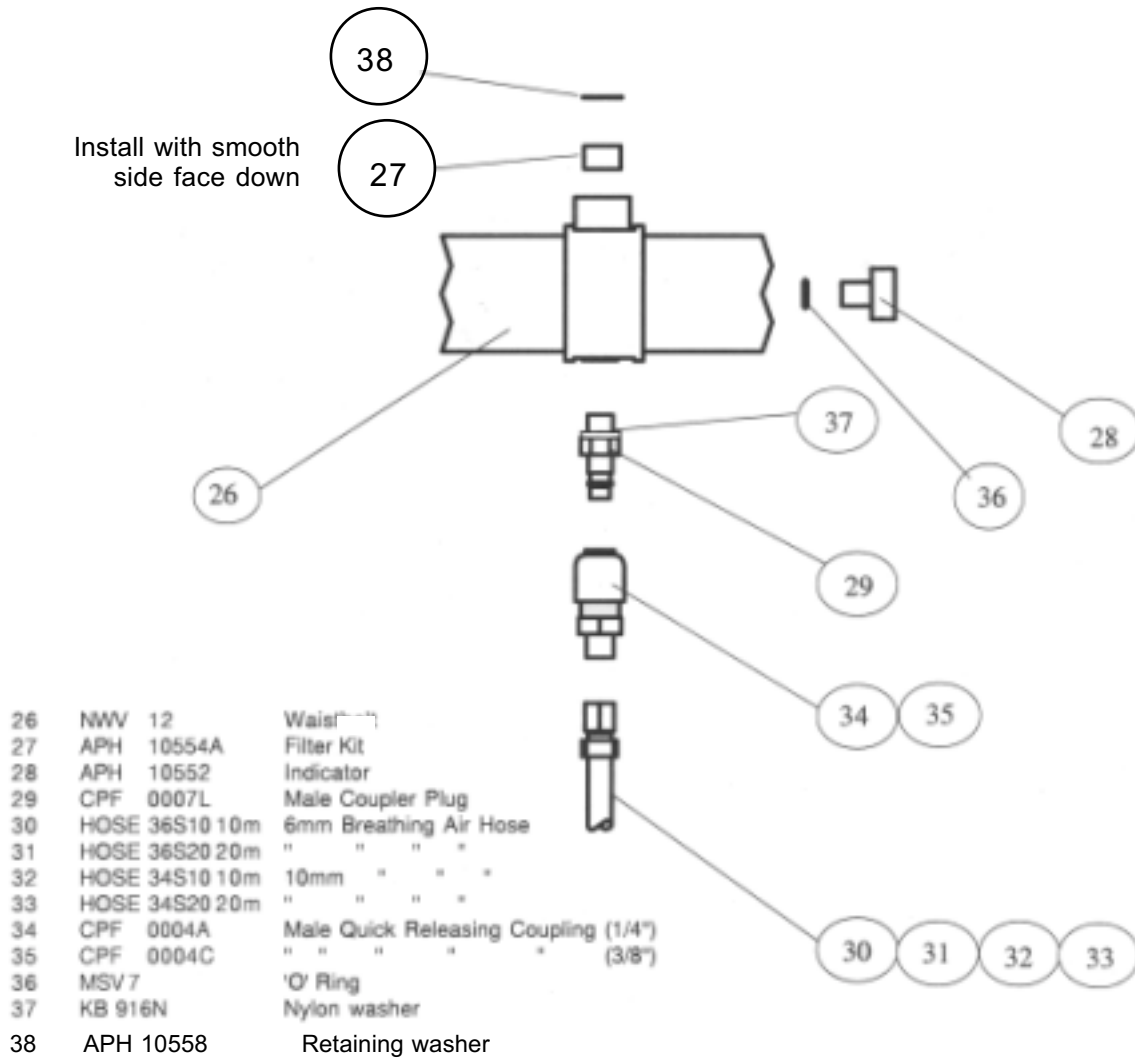 38
Install with smooth
side face down
27
37
28
26
36
29
34 35
26 NWV 12
27 APH 10554A Filter Kit
28 APH 10552 Indicator
29 CPF 0007L Male Coupler Plug
30 HOSE 36S10 10m 6mm Breathing Air Hose
31 HOSE 36S20 20m " " " "
32 HOSE 34S10 10m 10mm " " "
33 HOSE 34S20 20m " " " "
34 CPF 0004A Male Quick Releasing Coupling (1/4")
35 CPF 0004C " " " " " (3/8")
36 MSV7 'O' Ring
37 KB 916N Nylon washer
38 APH 10558 Retaining washer
30 31 32 33